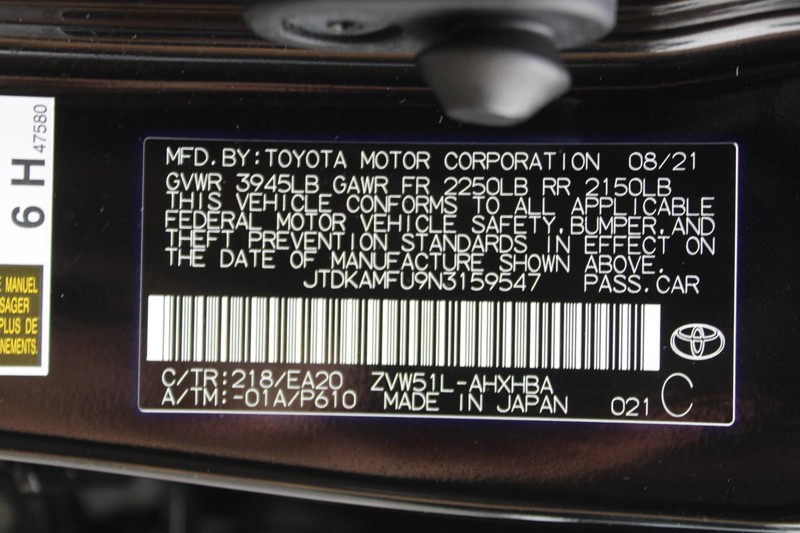 MFD. BY: TOYOTA MOTOR CORPORATION 08/21
GVWR 3945LB GAWR FR 2250LB RR 2150LB
THIS VEHICLE CONFORMS TO ALL APPLICABLE
FEDERAL MOTOR VEHICLE SAFETY, BUMPER, AND
THEFT PREVENTION STANDARDS IN EFFECT ON
THE DATE OF MANUFACTURE SHOWN ABOVE.
JTDKAMFU9N3159547 PASS. CAR
C/TR: 218/EA20 ZVW51L-AHXHBA
A/TM: -01A/P610 MADE IN JAPAN 021 C
6 H 47580
E MANUEL
SAGER
PLUS DE
NEMENTS.